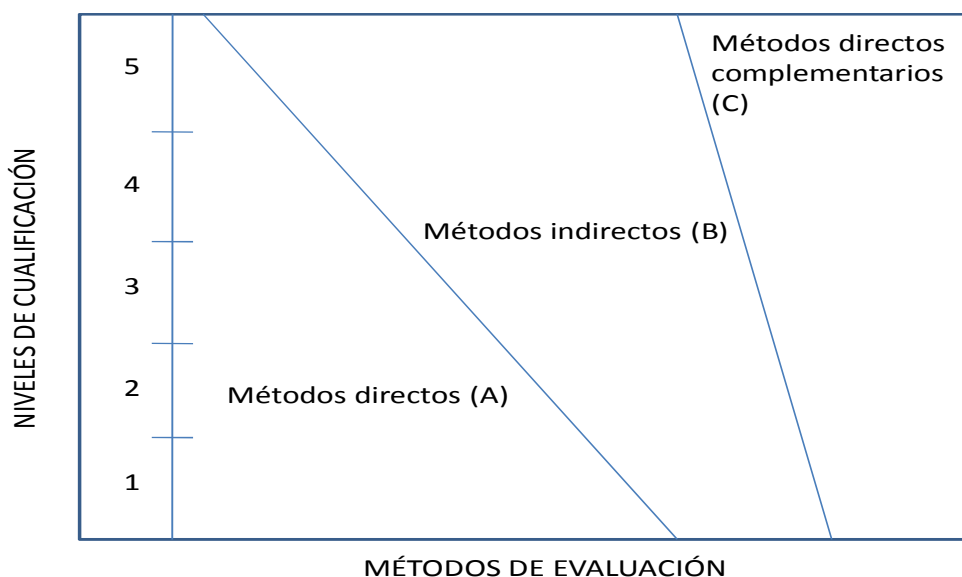 NIVELES DE CUALIFICACIÓN
5
4
3
2
1
Métodos directos
complementarios
(C)
Métodos indirectos (B)
Métodos directos (A)
MÉTODOS DE EVALUACIÓN